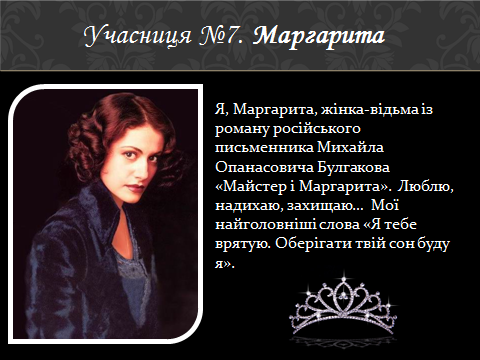 Учасниця №7. Маргарита
Я, Маргарита, жінка-відьма із
роману російського
письменника Михайла
Опанасовича Булгакова
«Майстер і Маргарита». Люблю,
надихаю, захищаю... Мої
найголовніші слова «Я тебе
врятую. Оберігати твій сон буду
я».